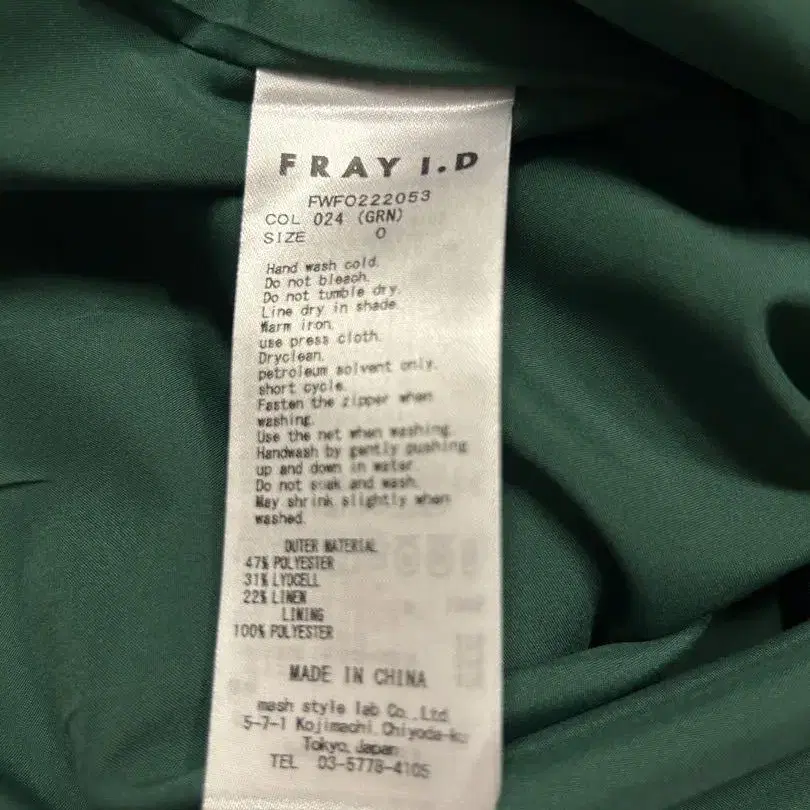 FRAY I.D
FWFO222053
COL 024 (GRN)
SIZE 0
Hand wash cold.
Do not bleach.
Do not tumble dry.
Line dry in shade.
Warm iron.
use press cloth.
Dryclean.
petroleum solvent only.
short cycle.
Fasten the zipper when
washing.
Use the net when washing.
Handwash by gently pushing
up and down in water.
Do not soak and wash.
May shrink slightly when
washed.
OUTER MATERIAL
47% POLYESTER
31% LYOCELL
22% LINEN
LINING
100% POLYESTER
MADE IN CHINA
mash style lab Co.,Ltd
5-7-1 Kojimachi,Chiyoda-ku
Tokyo,Japan
TEL 03-5778-4105